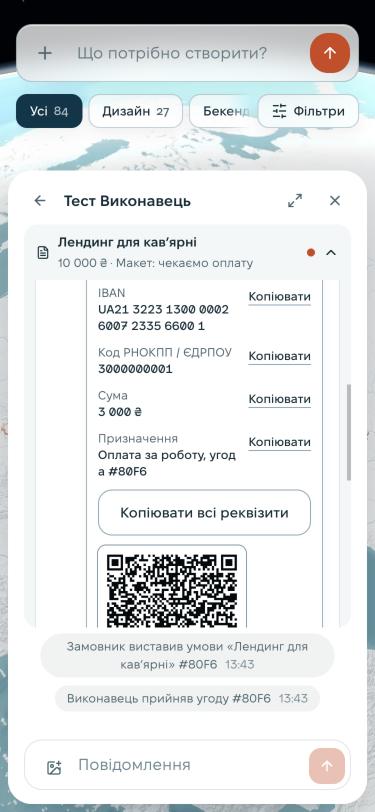 Що потрібно створити?
Усі 84
Дизайн 27
Бекенд
Фільтри
Тест Виконавець
Лендинг для кав’ярні
10 000 ₴ · Макет: чекаємо оплату
IBAN
Копіювати
UA21 3223 1300 0002
6007 2335 6600 1
Код РНОКПП / ЄДРПОУ
Копіювати
3000000001
Сума
Копіювати
3 000 ₴
Призначення
Копіювати
Оплата за роботу, угод
а #80F6
Копіювати всі реквізити
Замовник виставив умови «Лендинг для
кав’ярні» #80F6 13:43
Виконавець прийняв угоду #80F6 13:43
Повідомлення